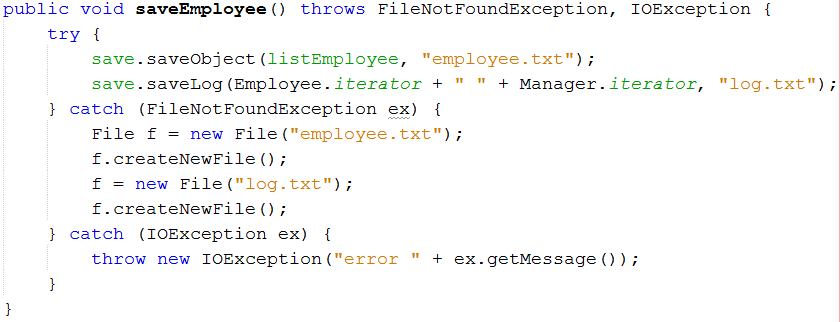 public void saveEmployee() throws FileNotFoundException, IOException {
    try {
        save.saveObject(listEmployee, "employee.txt");
        save.saveLog(Employee.iterator + " " + Manager.iterator, "log.txt");
    } catch (FileNotFoundException ex) {
        File f = new File("employee.txt");
        f.createNewFile();
        f = new File("log.txt");
        f.createNewFile();
    } catch (IOException ex) {
        throw new IOException("error " + ex.getMessage());
    }
}